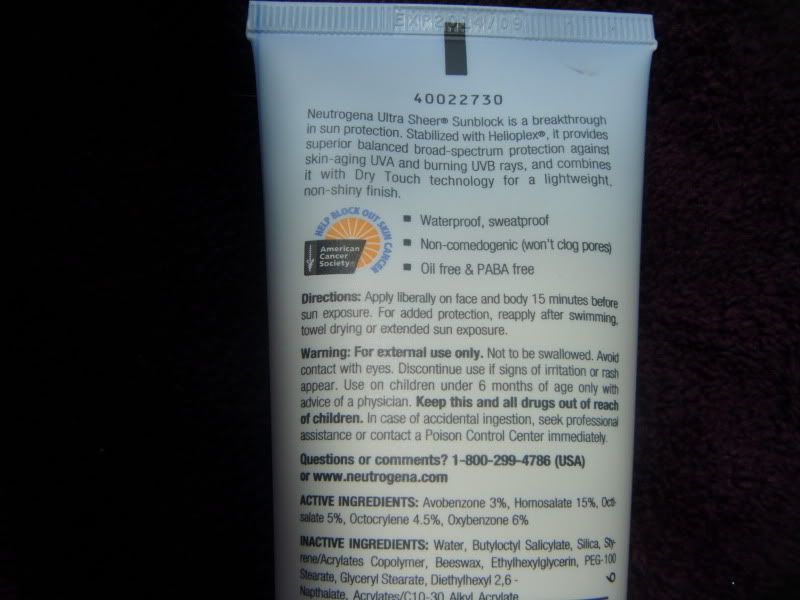 EXP2014/09
40022730
Neutrogena Ultra Sheer® Sunblock is a breakthrough
in sun protection. Stabilized with Helioplex®, it provides
superior balanced broad-spectrum protection against
skin-aging UVA and burning UVB rays, and combines
it with Dry Touch technology for a lightweight,
non-shiny finish.
HELP BLOCK OUT SKIN CANCER
American
Cancer
Society®
■ Waterproof, sweatproof
■ Non-comedogenic (won't clog pores)
■ Oil free & PABA free
Directions: Apply liberally on face and body 15 minutes before
sun exposure. For added protection, reapply after swimming,
towel drying or extended sun exposure.
Warning: For external use only. Not to be swallowed. Avoid
contact with eyes. Discontinue use if signs of irritation or rash
appear. Use on children under 6 months of age only with
advice of a physician. Keep this and all drugs out of reach
of children. In case of accidental ingestion, seek professional
assistance or contact a Poison Control Center immediately.
Questions or comments? 1-800-299-4786 (USA)
or www.neutrogena.com
ACTIVE INGREDIENTS: Avobenzone 3%, Homosalate 15%, Octi-
salate 5%, Octocrylene 4.5%, Oxybenzone 6%
INACTIVE INGREDIENTS: Water, Butyloctyl Salicylate, Silica, Sty-
rene/Acrylates Copolymer, Beeswax, Ethylhexylglycerin, PEG-100
Stearate, Glyceryl Stearate, Diethylhexyl 2,6 -
Napthalate, Acrylates/C10-30 Alkyl Acrylate